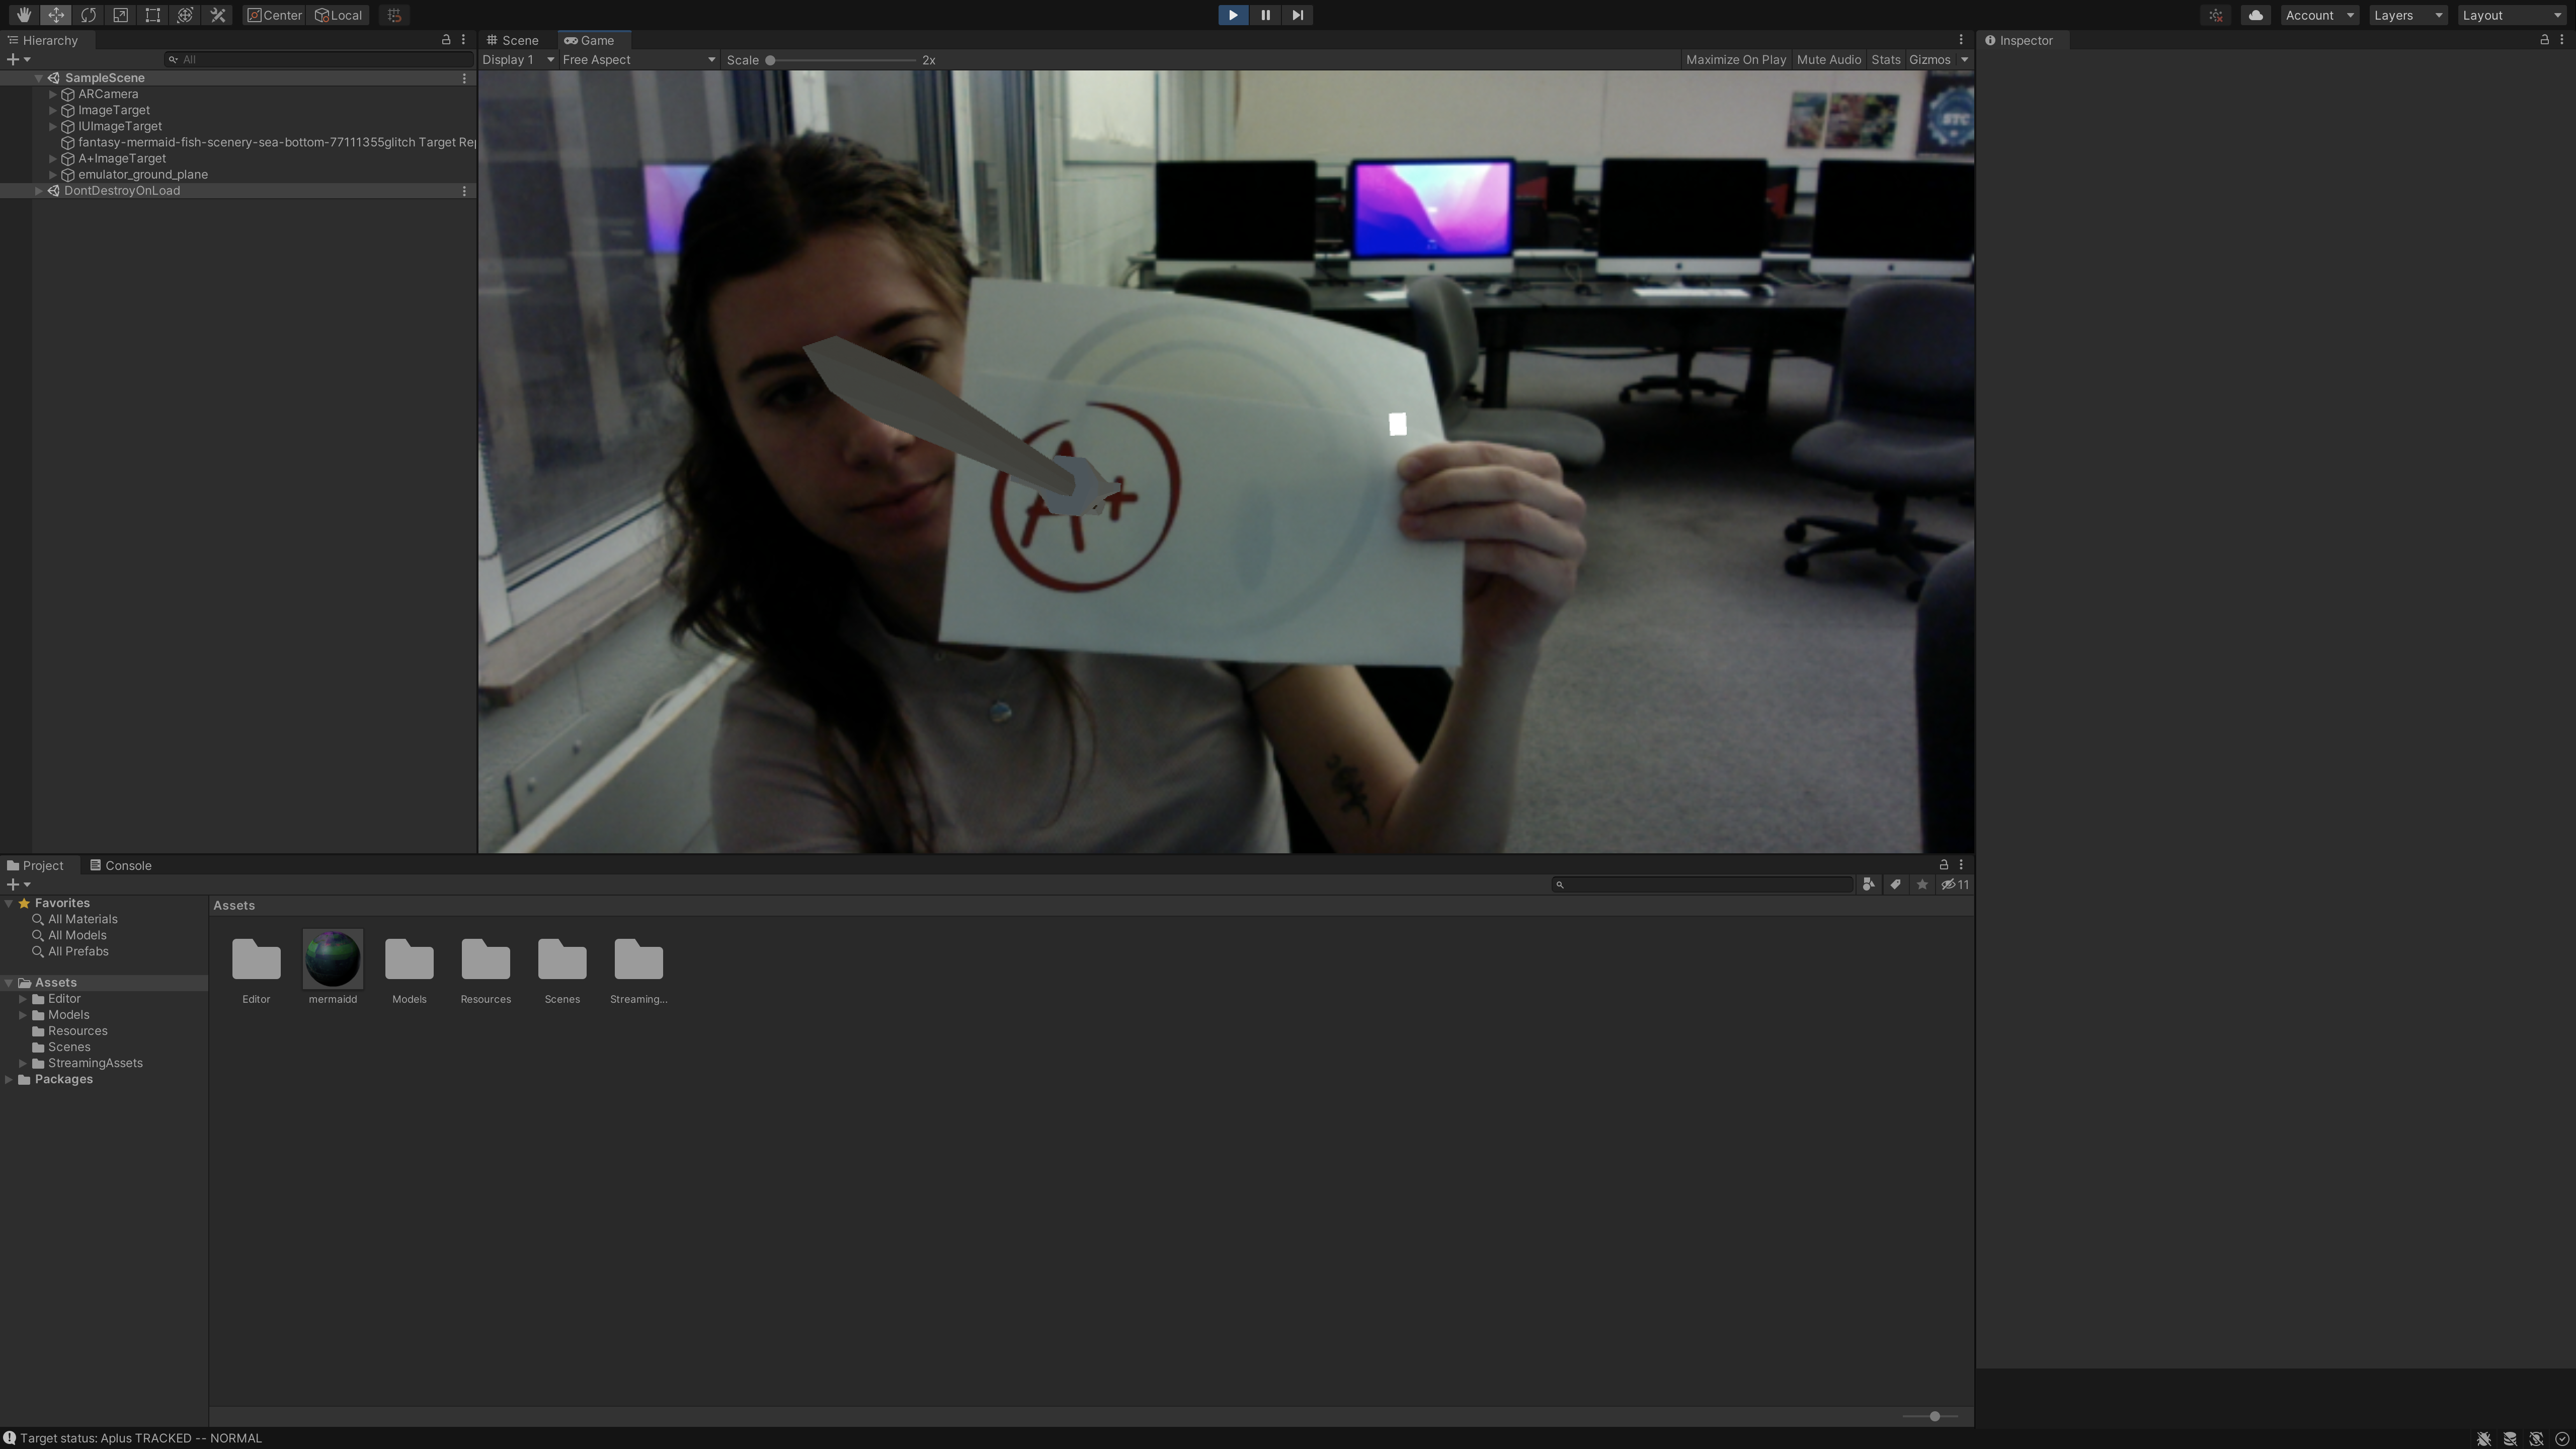 Center Local
Account Layers Layout
Hierarchy
All
SampleScene
ARCamera
ImageTarget
IUImageTarget
fantasy-mermaid-fish-scenery-sea-bottom-77111355glitch Target Rep
A+ImageTarget
emulator_ground_plane
DontDestroyOnLoad
Scene Game
Display 1 Free Aspect Scale 2x Maximize On Play Mute Audio Stats Gizmos
STC
A+
Inspector
Project Console
11
Favorites
All Materials
All Models
All Prefabs
Assets
Editor
Models
Resources
Scenes
StreamingAssets
Packages
Assets
Editor mermaidd Models Resources Scenes Streaming...
Target status: Aplus TRACKED -- NORMAL